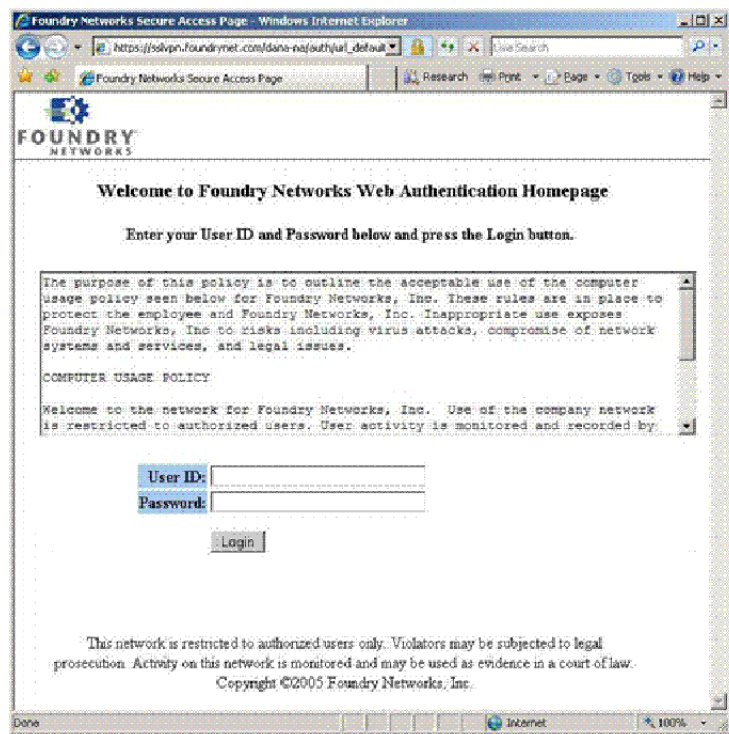 Foundry Networks Secure Access Page - Windows Internet Explorer
https://sslvpn.foundrynet.com/dana-na/auth/url_default
Live Search
Foundry Networks Secure Access Page
Research Print Page Tools Help
FOUNDRY
NETWORKS
Welcome to Foundry Networks Web Authentication Homepage
Enter your User ID and Password below and press the Login button.
The purpose of this policy is to outline the acceptable use of the computer
usage policy seen below for Foundry Networks, Inc. These rules are in place to
protect the employee and Foundry Networks, Inc. Inappropriate use exposes
Foundry Networks, Inc to risks including virus attacks, compromise of network
systems and services, and legal issues.
COMPUTER USAGE POLICY
Welcome to the network for Foundry Networks, Inc. Use of the company network
is restricted to authorized users. User activity is monitored and recorded by
User ID:
Password:
Login
This network is restricted to authorized users only. Violators may be subjected to legal
prosecution. Activity on this network is monitored and may be used as evidence in a court of law.
Copyright ©2005 Foundry Networks, Inc.
Done Internet 100%